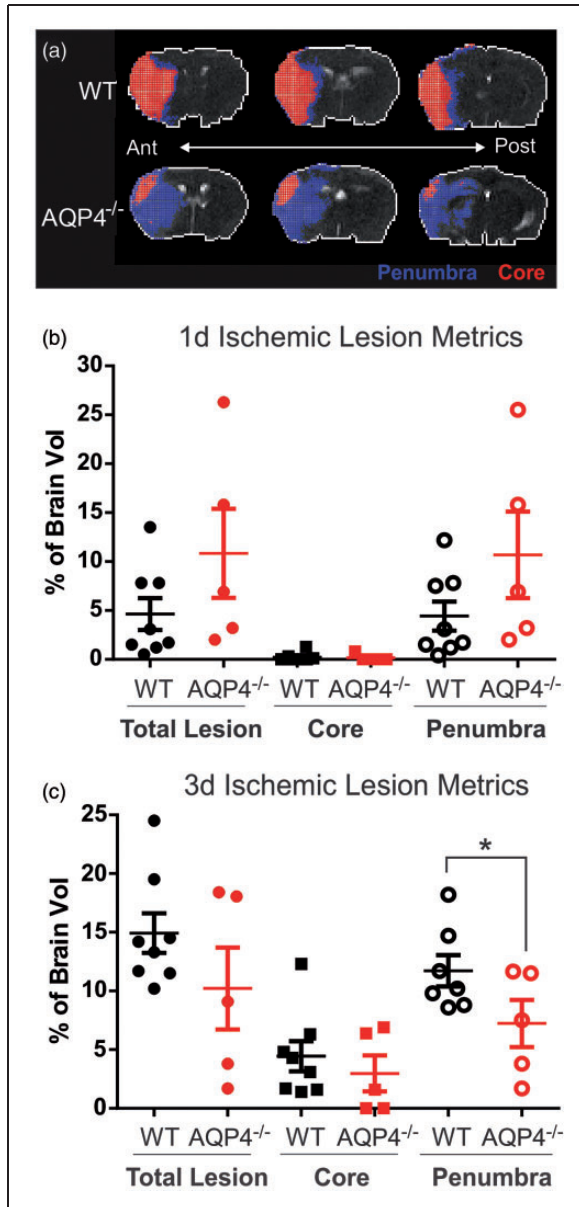 (a)
WT
Ant Post
AQP4-/-
Penumbra Core
(b) 1d Ischemic Lesion Metrics
% of Brain Vol
30
25
20
15
10
5
0
WT AQP4-/- WT AQP4-/- WT AQP4-/-
Total Lesion Core Penumbra
(c) 3d Ischemic Lesion Metrics
% of Brain Vol
25
20
15
10
5
0
*
WT AQP4-/- WT AQP4-/- WT AQP4-/-
Total Lesion Core Penumbra